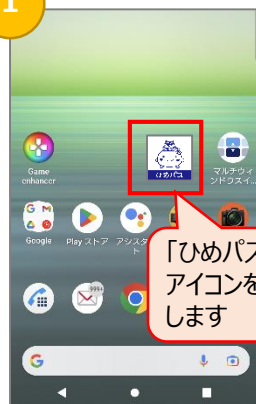 1
ひめパス
Game
enhancer
マルチウィ
ンドウスイ...
G M
Google
Play ストア
アシスタ
ト
999+
「ひめパス
アイコンを
します
G